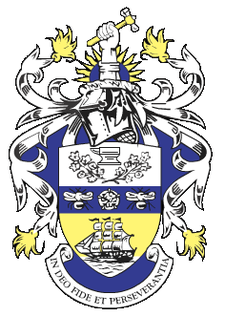 IN DEO FIDE ET PERSEVERANTIA